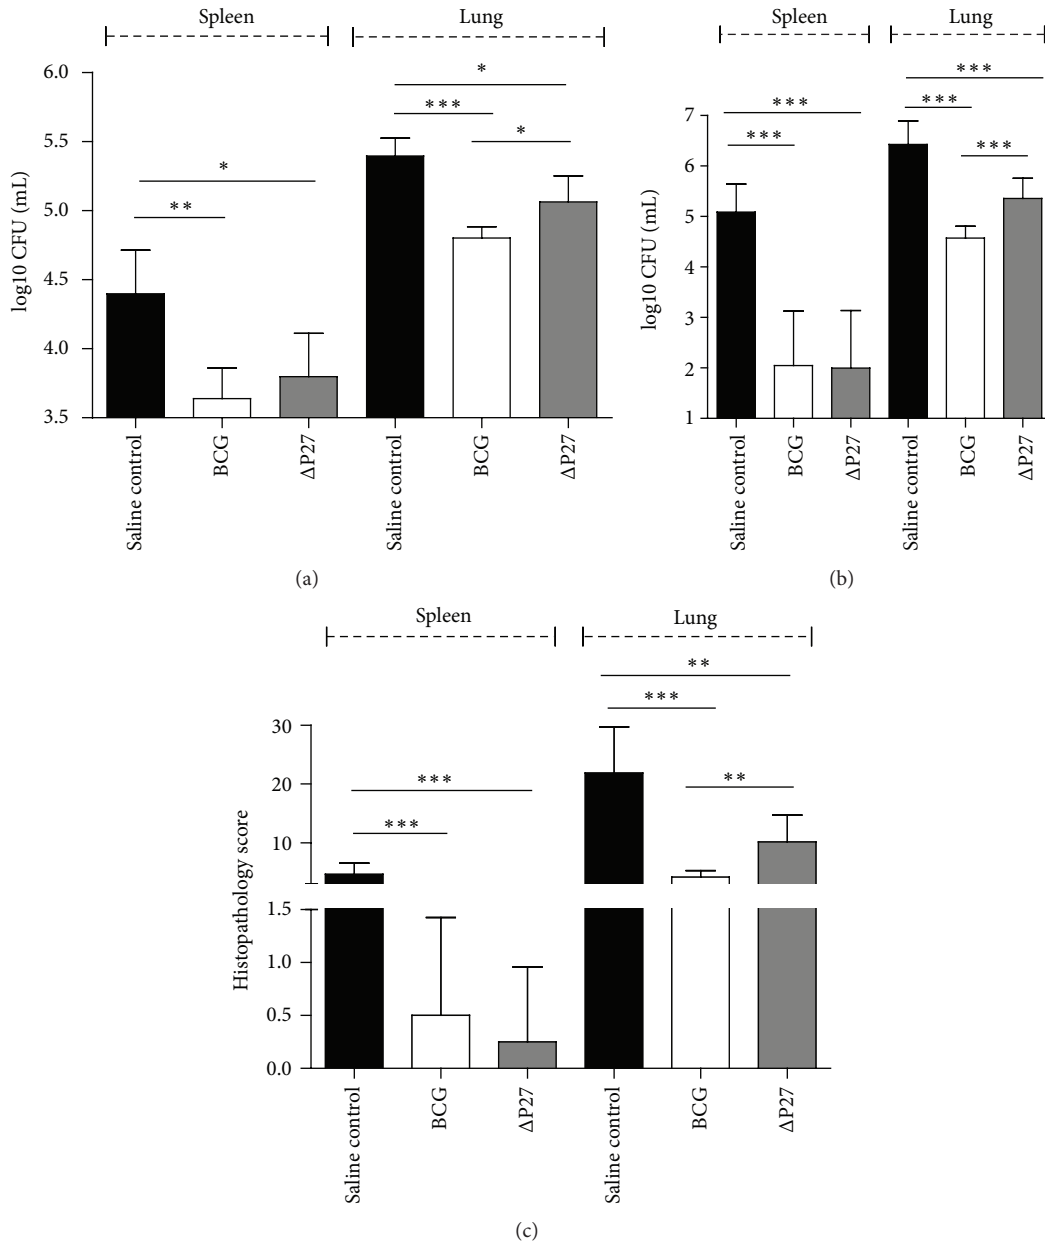 Spleen Lung
log10 CFU (mL)
6.0
5.5
5.0
4.5
4.0
3.5
*
**
*
***
*
Saline control
BCG
ΔP27
Saline control
BCG
ΔP27
(a)
Spleen Lung
log10 CFU (mL)
7
6
5
4
3
2
1
***
***
***
***
***
Saline control
BCG
ΔP27
Saline control
BCG
ΔP27
(b)
Spleen Lung
Histopathology score
30
20
10
1.5
1.0
0.5
0.0
***
***
**
***
**
Saline control
BCG
ΔP27
Saline control
BCG
ΔP27
(c)